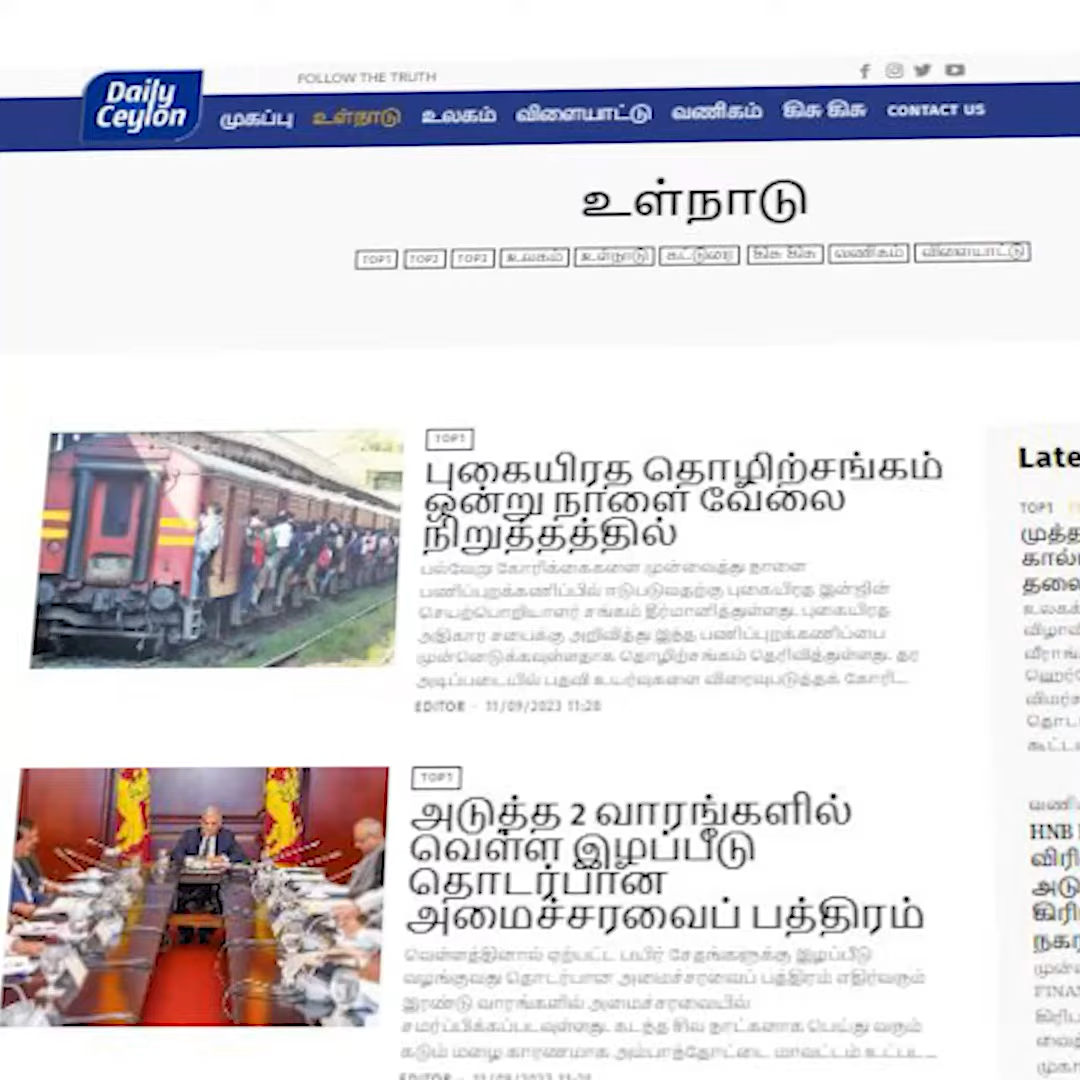 FOLLOW THE TRUTH
Daily
Ceylon
முகப்பு உள்நாடு உலகம் விளையாட்டு வணிகம் கிசு கிசு CONTACT US
உள்நாடு
TOP1 TOP2 TOP3 உலகம் உள்நாடு கட்டுரை கிசு கிசு வணிகம் விளையாட்டு
TOP1
புகையிரத தொழிற்சங்கம்
ஒன்று நாளை வேலை
நிறுத்தத்தில்
பல்வேறு கோரிக்கைகளை முன்வைத்து நாளை
பணிப்புறக்கணிப்பில் ஈடுபடுவதற்கு புகையிரத இன்ஜின்
செயற்பொறியாளர் சங்கம் தீர்மானித்துள்ளது. புகையிரத
அதிகார சபைக்கு அறிவித்து இந்த பணிப்புறக்கணிப்பை
முன்னெடுக்கவுள்ளதாக தொழிற்சங்கம் தெரிவித்துள்ளது. தர
அடிப்படையில் பதவி உயர்வுகளை விரைவுபடுத்தக் கோரி...
EDITOR - 11/09/2023 11:28
TOP1
அடுத்த 2 வாரங்களில்
வெள்ள இழப்பீடு
தொடர்பான
அமைச்சரவைப் பத்திரம்
வெள்ளத்தினால் ஏற்பட்ட பயிர் சேதங்களுக்கு இழப்பீடு
வழங்குவது தொடர்பான அமைச்சரவைப் பத்திரம் எதிர்வரும்
இரண்டு வாரங்களில் அமைச்சரவையில்
சமர்ப்பிக்கப்படவுள்ளது. கடந்த சில நாட்களாக பெய்து வரும்
கடும் மழை காரணமாக அம்பாந்தோட்டை மாவட்டம் உட்பட...
EDITOR -
Late
TOP1
முத்த
கால்
தலை
HNB
விரி
அடு
கிரி
நகர
FINAN